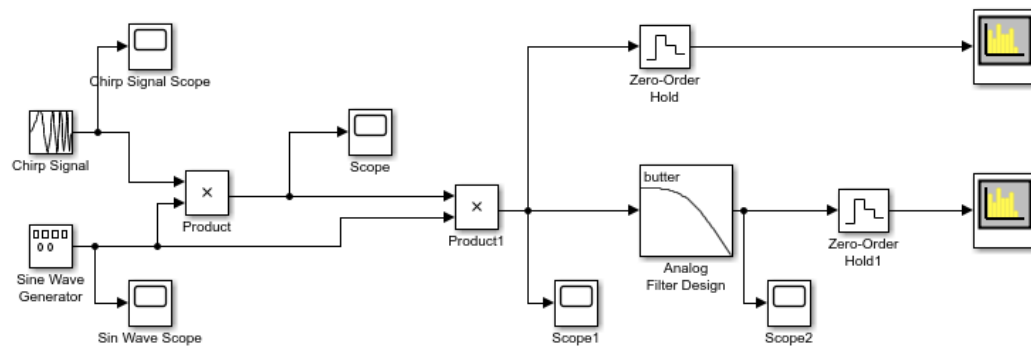 Chirp Signal Scope
Zero-Order
Hold
Chirp Signal
Scope
×
Product
×
Product1
butter
Analog
Filter Design
Zero-Order
Hold1
Sine Wave
Generator
Sin Wave Scope
Scope1
Scope2